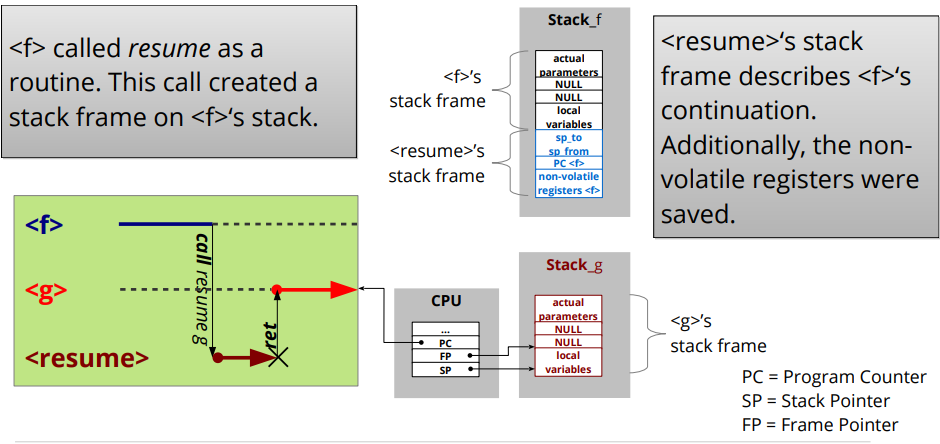 <f> called resume as a
routine. This call created a
stack frame on <f>‘s stack.
Stack_f
actual
parameters
NULL
NULL
local
variables
sp_to
sp_from
PC <f>
non-volatile
registers <f>
<f>’s
stack frame
<resume>’s
stack frame
<resume>‘s stack
frame describes <f>‘s
continuation.
Additionally, the non-
volatile registers were
saved.
<f>
<g>
<resume>
call resume g
ret
CPU
...
PC
FP
SP
Stack_g
actual
parameters
NULL
NULL
local
variables
<g>’s
stack frame
PC = Program Counter
SP = Stack Pointer
FP = Frame Pointer